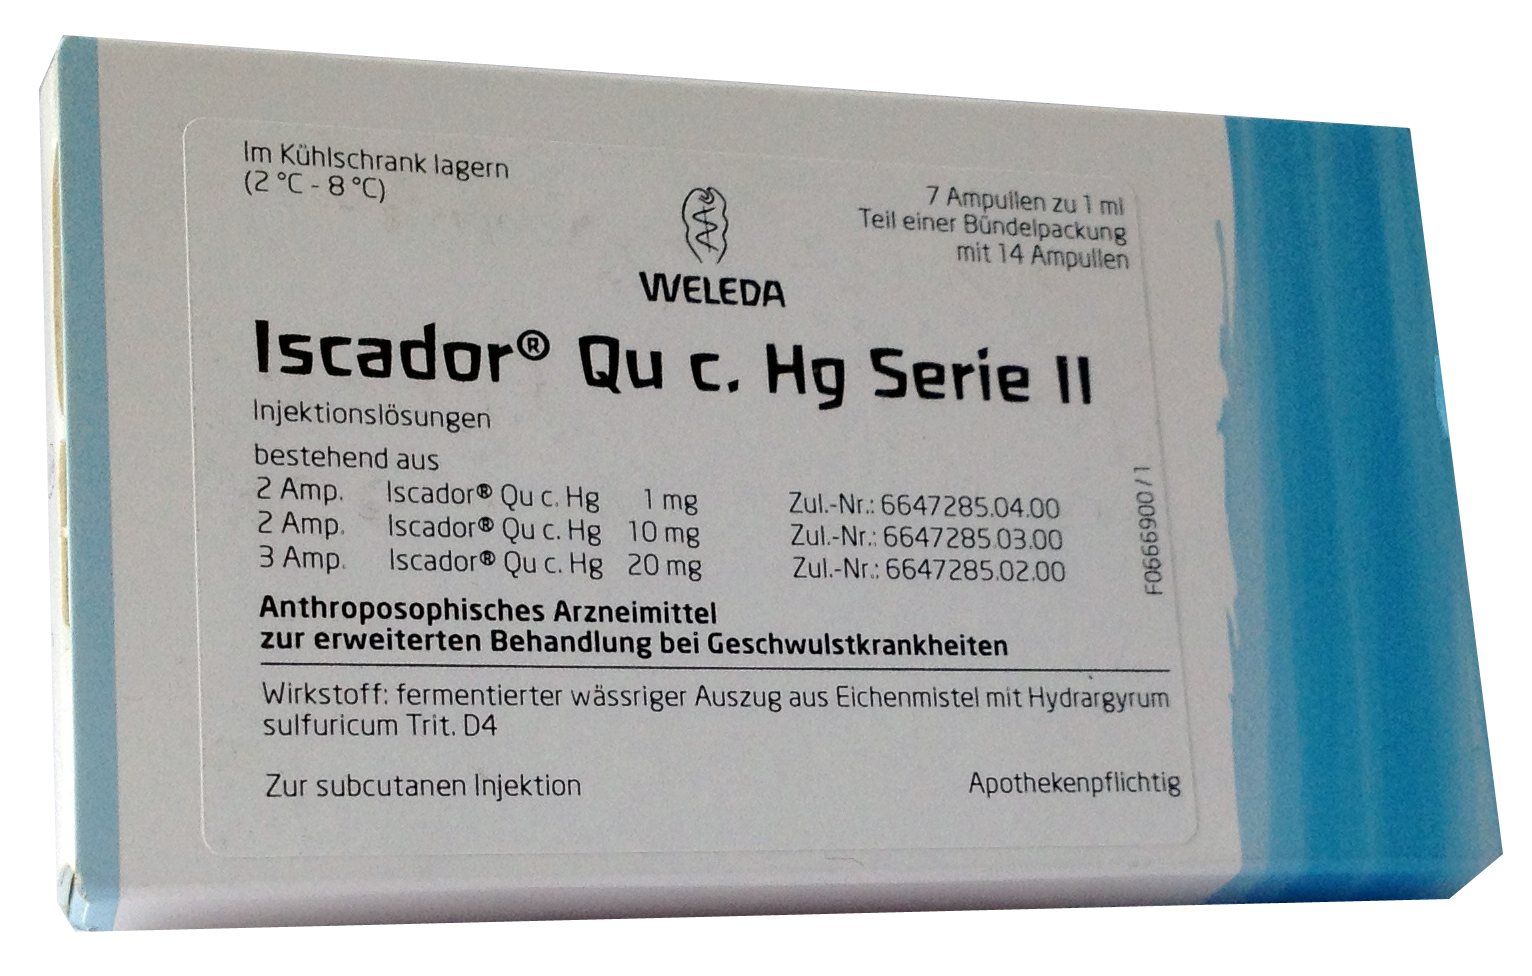 Im Kühlschrank lagern
(2 °C - 8 °C)
7 Ampullen zu 1 ml
Teil einer Bündelpackung
mit 14 Ampullen
WELEDA
Iscador® Qu c. Hg Serie II
Injektionslösungen
bestehend aus
2 Amp. Iscador® Qu c. Hg 1 mg Zul.-Nr.: 6647285.04.00
2 Amp. Iscador® Qu c. Hg 10 mg Zul.-Nr.: 6647285.03.00
3 Amp. Iscador® Qu c. Hg 20 mg Zul.-Nr.: 6647285.02.00
F066900/1
Anthroposophisches Arzneimittel
zur erweiterten Behandlung bei Geschwulstkrankheiten
Wirkstoff: fermentierter wässriger Auszug aus Eichenmistel mit Hydrargyrum
sulfuricum Trit. D4
Zur subcutanen Injektion
Apothekenpflichtig